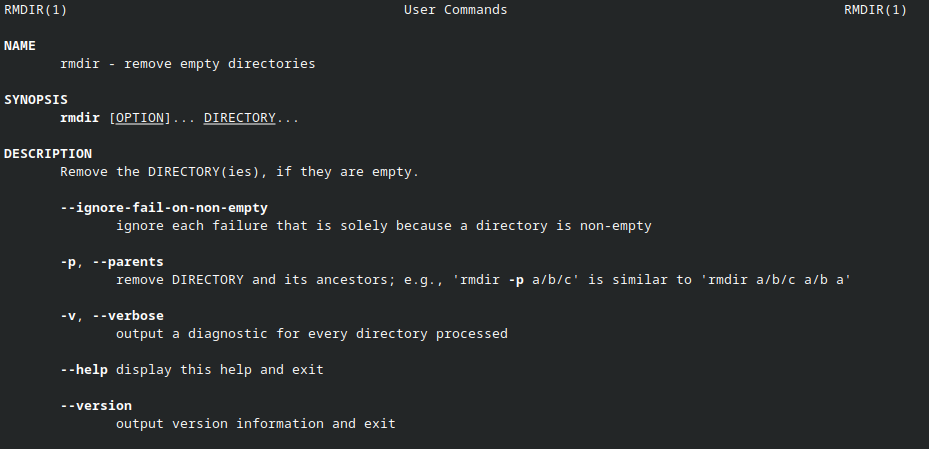 RMDIR(1) User Commands RMDIR(1)
NAME
rmdir - remove empty directories
SYNOPSIS
rmdir [OPTION]... DIRECTORY...
DESCRIPTION
Remove the DIRECTORY(ies), if they are empty.
--ignore-fail-on-non-empty
ignore each failure that is solely because a directory is non-empty
-p, --parents
remove DIRECTORY and its ancestors; e.g., 'rmdir -p a/b/c' is similar to 'rmdir a/b/c a/b a'
-v, --verbose
output a diagnostic for every directory processed
--help display this help and exit
--version
output version information and exit